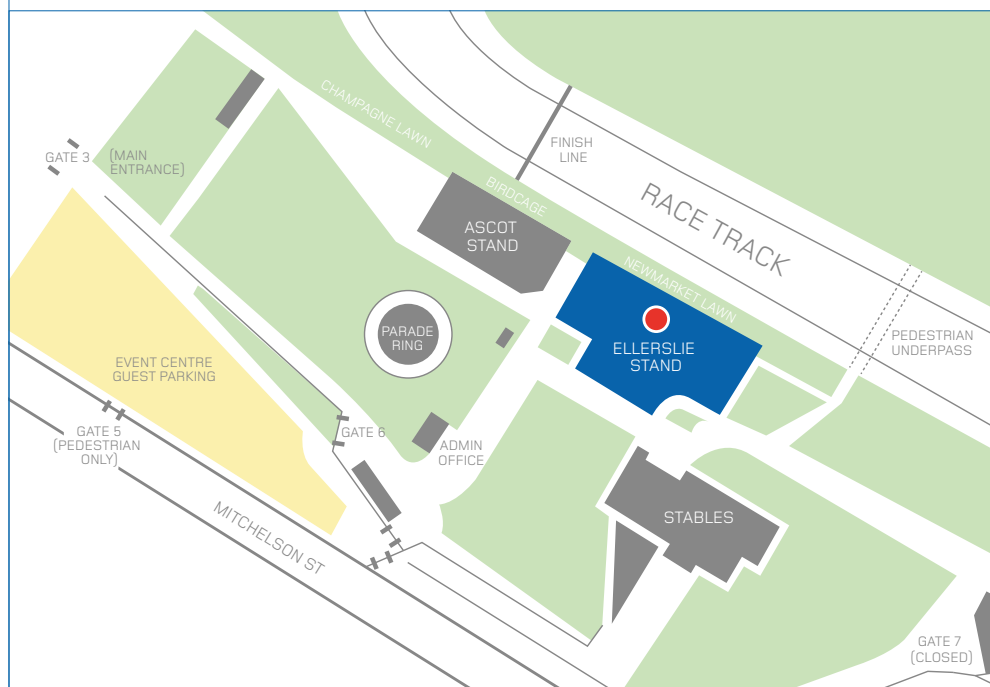 CHAMPAGNE LAWN
FINISH
LINE
GATE 3
(MAIN
ENTRANCE)
BIRDCAGE
RACE TRACK
ASCOT
STAND
NEWMARKET LAWN
PARADE
RING
ELLERSLIE
STAND
PEDESTRIAN
UNDERPASS
EVENT CENTRE
GUEST PARKING
GATE 5
(PEDESTRIAN
ONLY)
GATE 6
ADMIN
OFFICE
MITCHELSON ST
STABLES
GATE 7
(CLOSED)